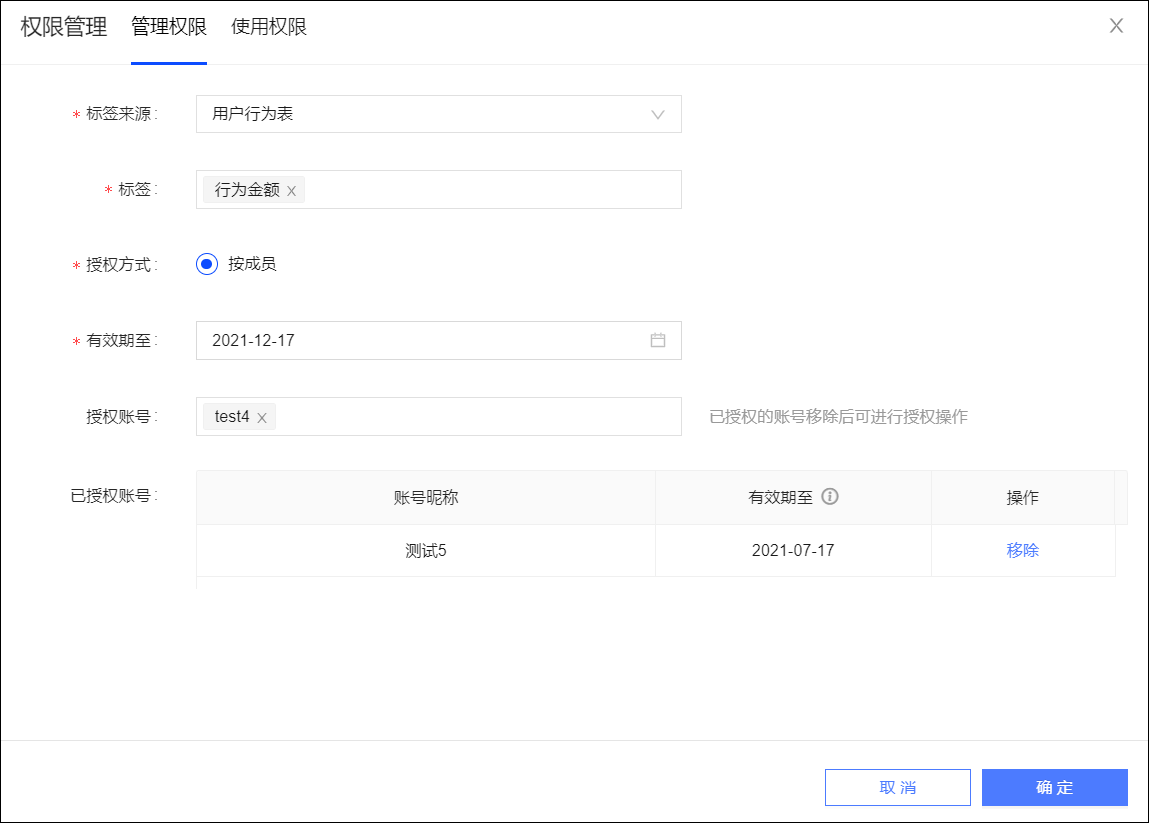 权限管理 管理权限 使用权限
* 标签来源: 用户行为表
* 标签: 行为金额
* 授权方式: 按成员
* 有效期至: 2021-12-17
授权账号: test4 已授权的账号移除后可进行授权操作
已授权账号: 账号昵称 有效期至 操作
测试5 2021-07-17 移除
取消 确定